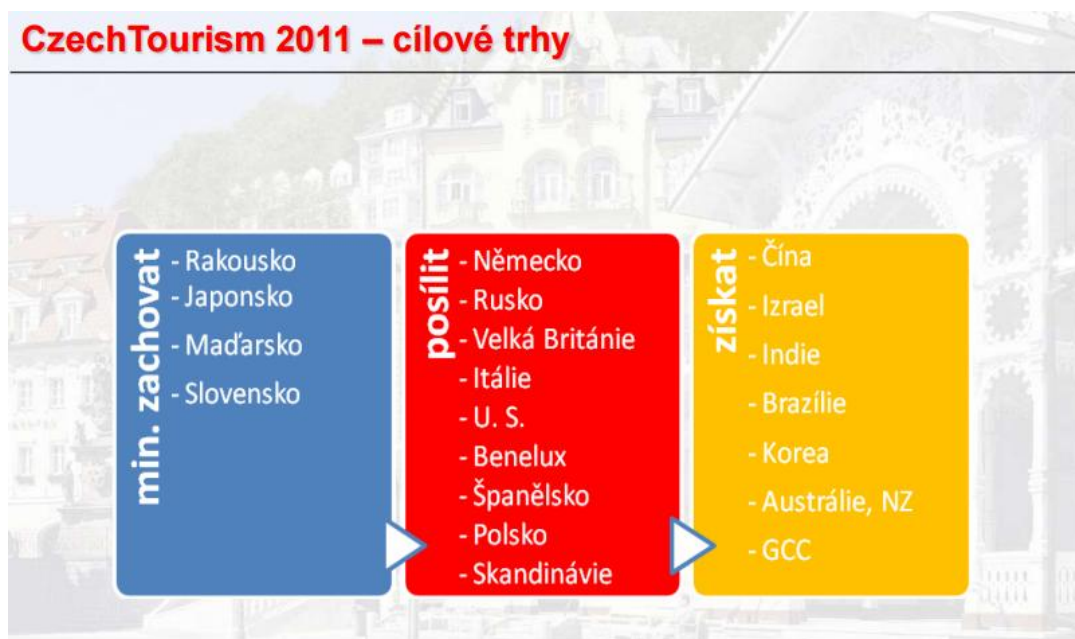 CzechTourism 2011 – cílové trhy
min. zachovat
- Rakousko
- Japonsko
- Maďarsko
- Slovensko
posílit
- Německo
- Rusko
- Velká Británie
- Itálie
- U. S.
- Benelux
- Španělsko
- Polsko
- Skandinávie
získat
- Čína
- Izrael
- Indie
- Brazílie
- Korea
- Austrálie, NZ
- GCC